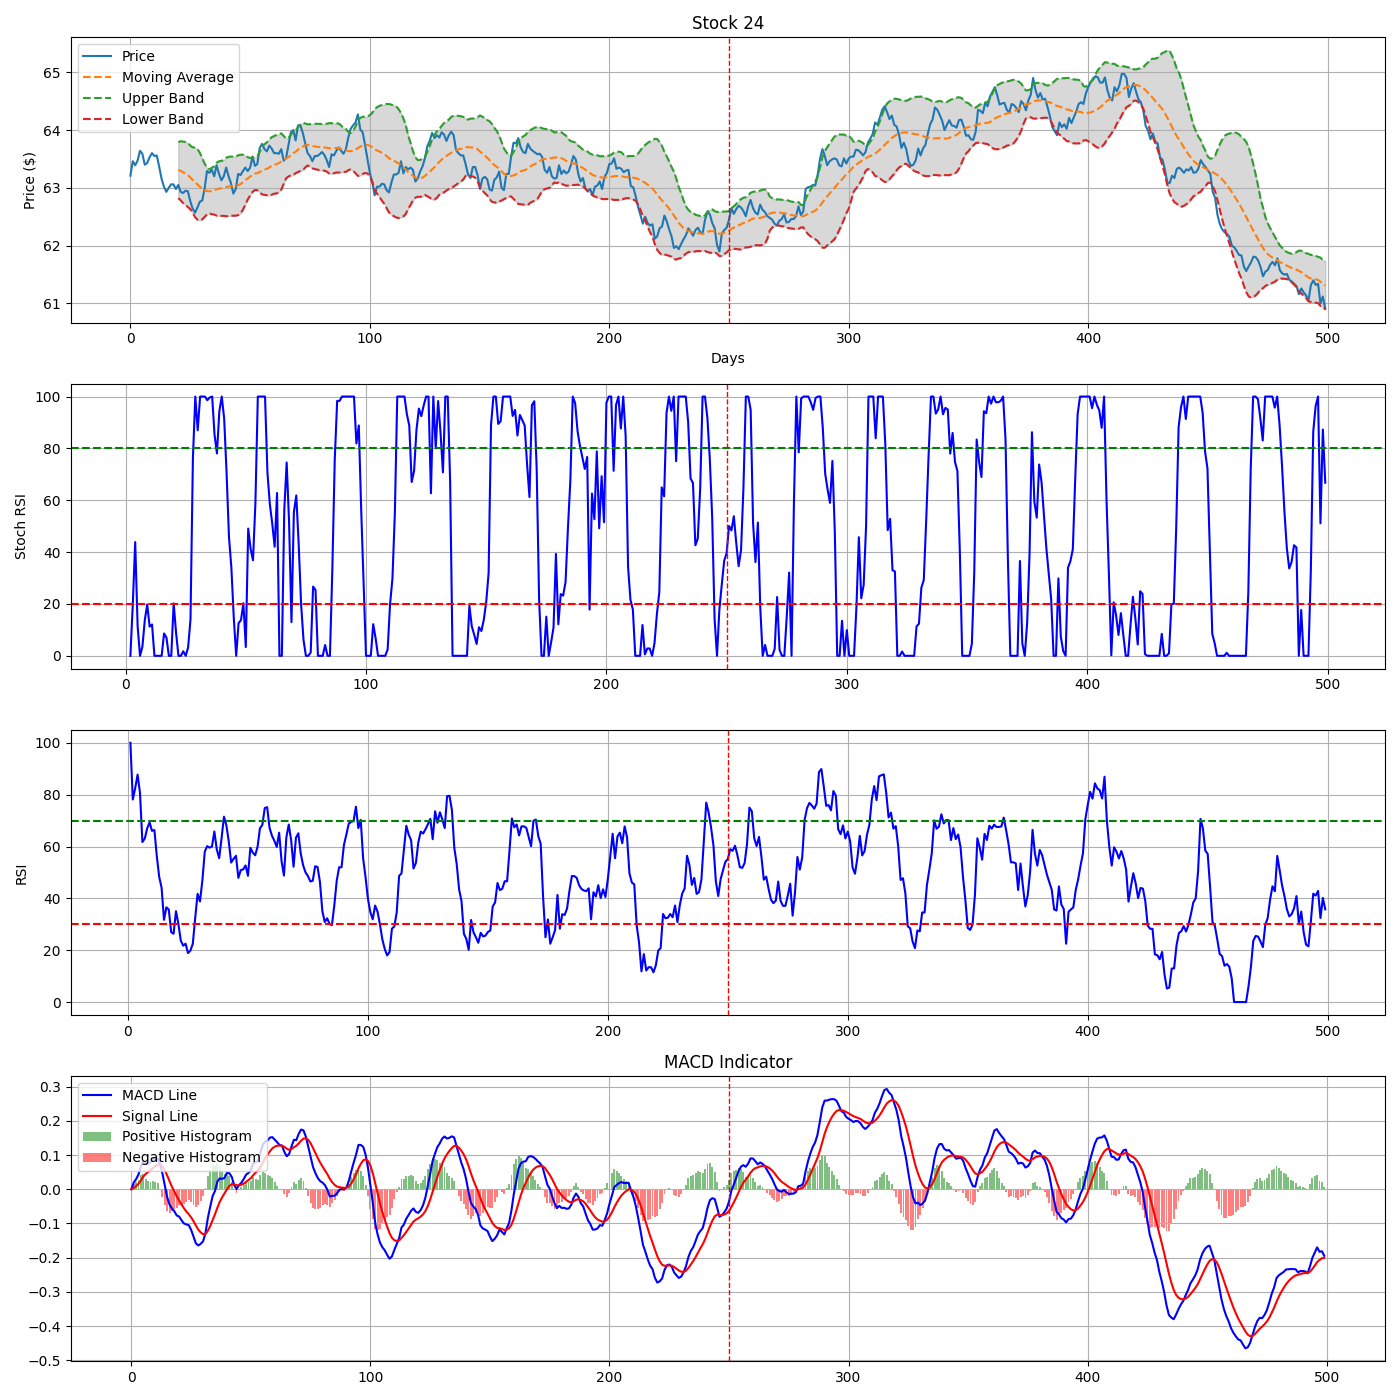 Stock 24
Price
Moving Average
Upper Band
Lower Band
Price ($)
65
64
63
62
61
0 100 200 300 400 500
Days
Stoch RSI
100
80
60
40
20
0
0 100 200 300 400 500
RSI
100
80
60
40
20
0
0 100 200 300 400 500
MACD Indicator
MACD Line
Signal Line
Positive Histogram
Negative Histogram
0.3
0.2
0.1
0.0
−0.1
−0.2
−0.3
−0.4
−0.5
0 100 200 300 400 500